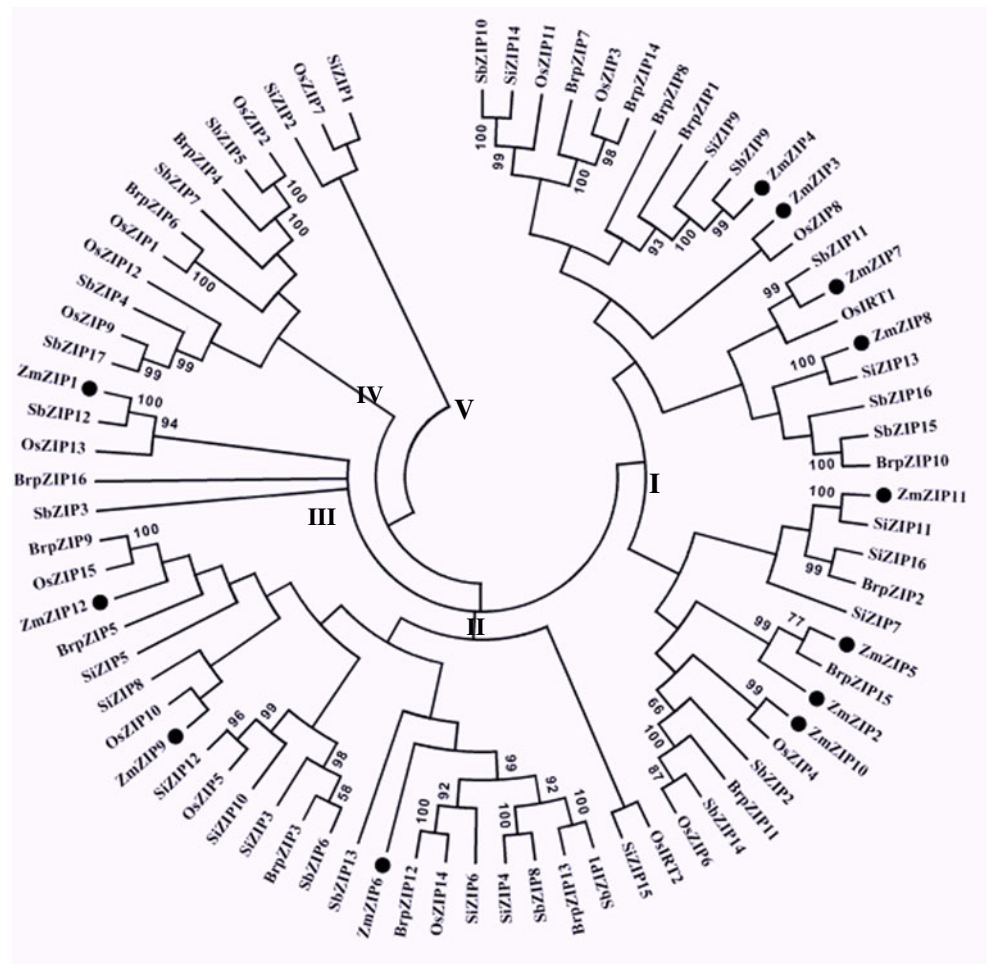 SbZIP10
SiZIP14
OsZIP11
BrpZIP7
OsZIP3
BrpZIP14
BrpZIP8
BrpZIP1
SiZIP9
SbZIP9
ZmZIP4
ZmZIP3
OsZIP8
SbZIP11
ZmZIP7
OsIRT1
ZmZIP8
SiZIP13
SbZIP16
SbZIP15
BrpZIP10
ZmZIP11
SiZIP11
SiZIP16
BrpZIP2
SiZIP7
ZmZIP5
BrpZIP15
ZmZIP2
ZmZIP10
OsZIP4
SbZIP2
BrpZIP11
SbZIP14
OsZIP6
OsIRT2
SiZIP15
SbZIP1
BrpZIP13
SbZIP8
SiZIP4
SiZIP6
OsZIP14
BrpZIP12
ZmZIP6
SbZIP13
SbZIP6
BrpZIP3
SiZIP3
SiZIP10
OsZIP5
SiZIP12
ZmZIP9
OsZIP10
SiZIP8
SiZIP5
BrpZIP5
ZmZIP12
OsZIP15
BrpZIP9
SbZIP3
BrpZIP16
OsZIP13
SbZIP12
ZmZIP1
SbZIP17
OsZIP9
SbZIP4
OsZIP12
OsZIP1
BrpZIP6
SbZIP7
BrpZIP4
SbZIP5
OsZIP2
SiZIP2
OsZIP7
SiZIP1
100
99
98
100
93
100
99
99
100
100
100
99
77
99
99
66
100
87
100
92
100
66
92
100
58
98
99
96
100
94
100
99
99
100
100
100
I
II
III
IV
V